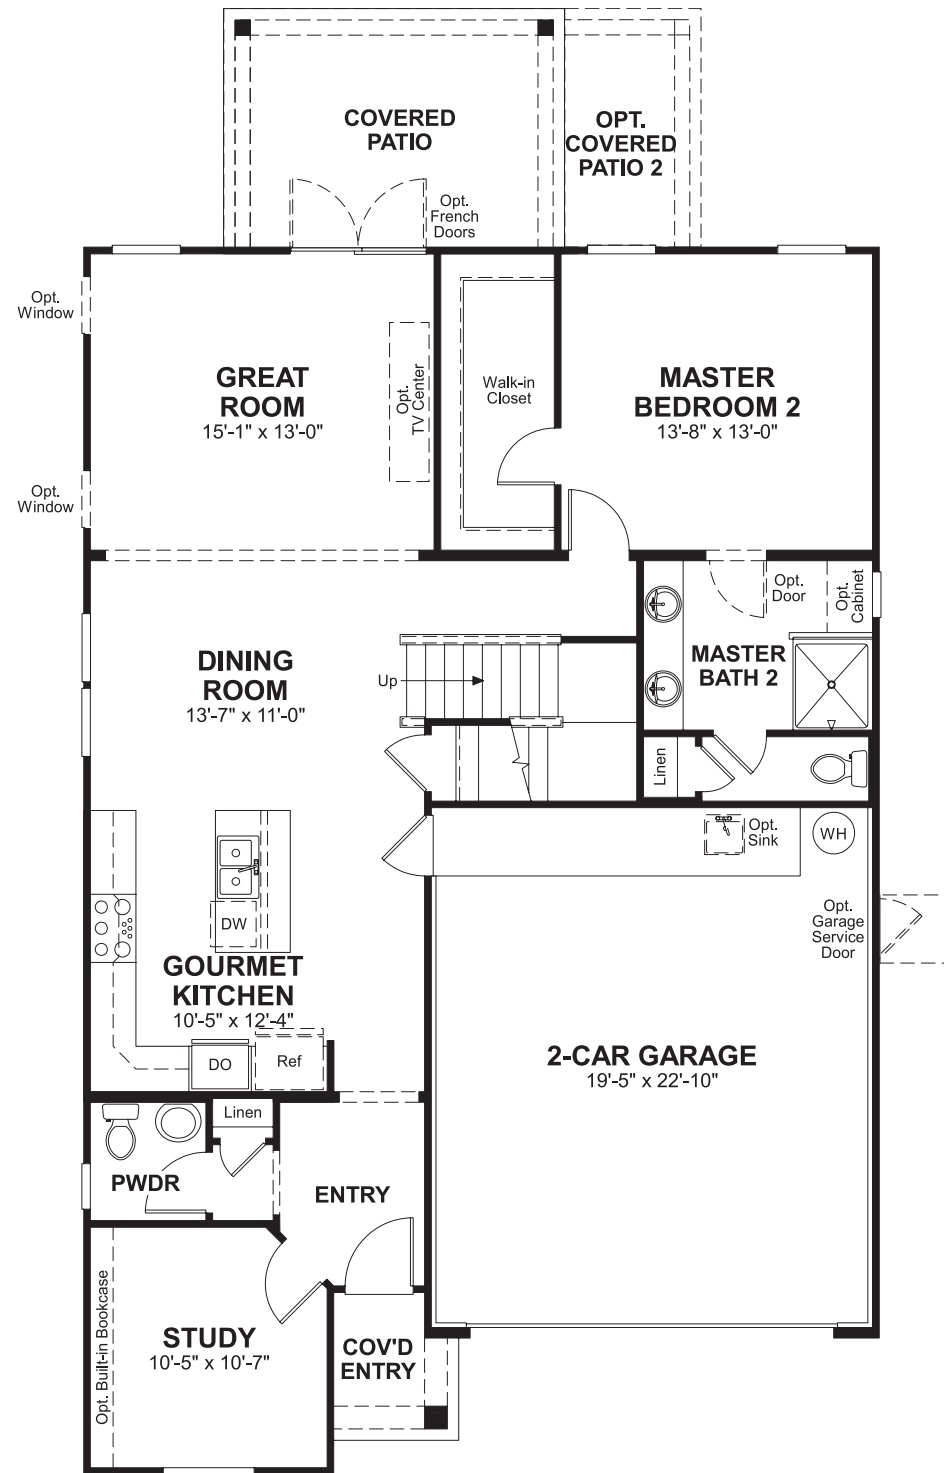 COVERED
PATIO
OPT.
COVERED
PATIO 2
Opt.
French
Doors
Opt.
Window
GREAT
ROOM
15'-1" x 13'-0"
Opt.
TV Center
Walk-in
Closet
MASTER
BEDROOM 2
13'-8" x 13'-0"
Opt.
Window
Opt.
Door
Opt.
Cabinet
DINING
ROOM
13'-7" x 11'-0"
Up
MASTER
BATH 2
Linen
Opt.
Sink
WH
DW
Opt.
Garage
Service
Door
GOURMET
KITCHEN
10'-5" x 12'-4"
DO
Ref
2-CAR GARAGE
19'-5" x 22'-10"
Linen
PWDR
ENTRY
Opt. Built-in Bookcase
STUDY
10'-5" x 10'-7"
COV'D
ENTRY